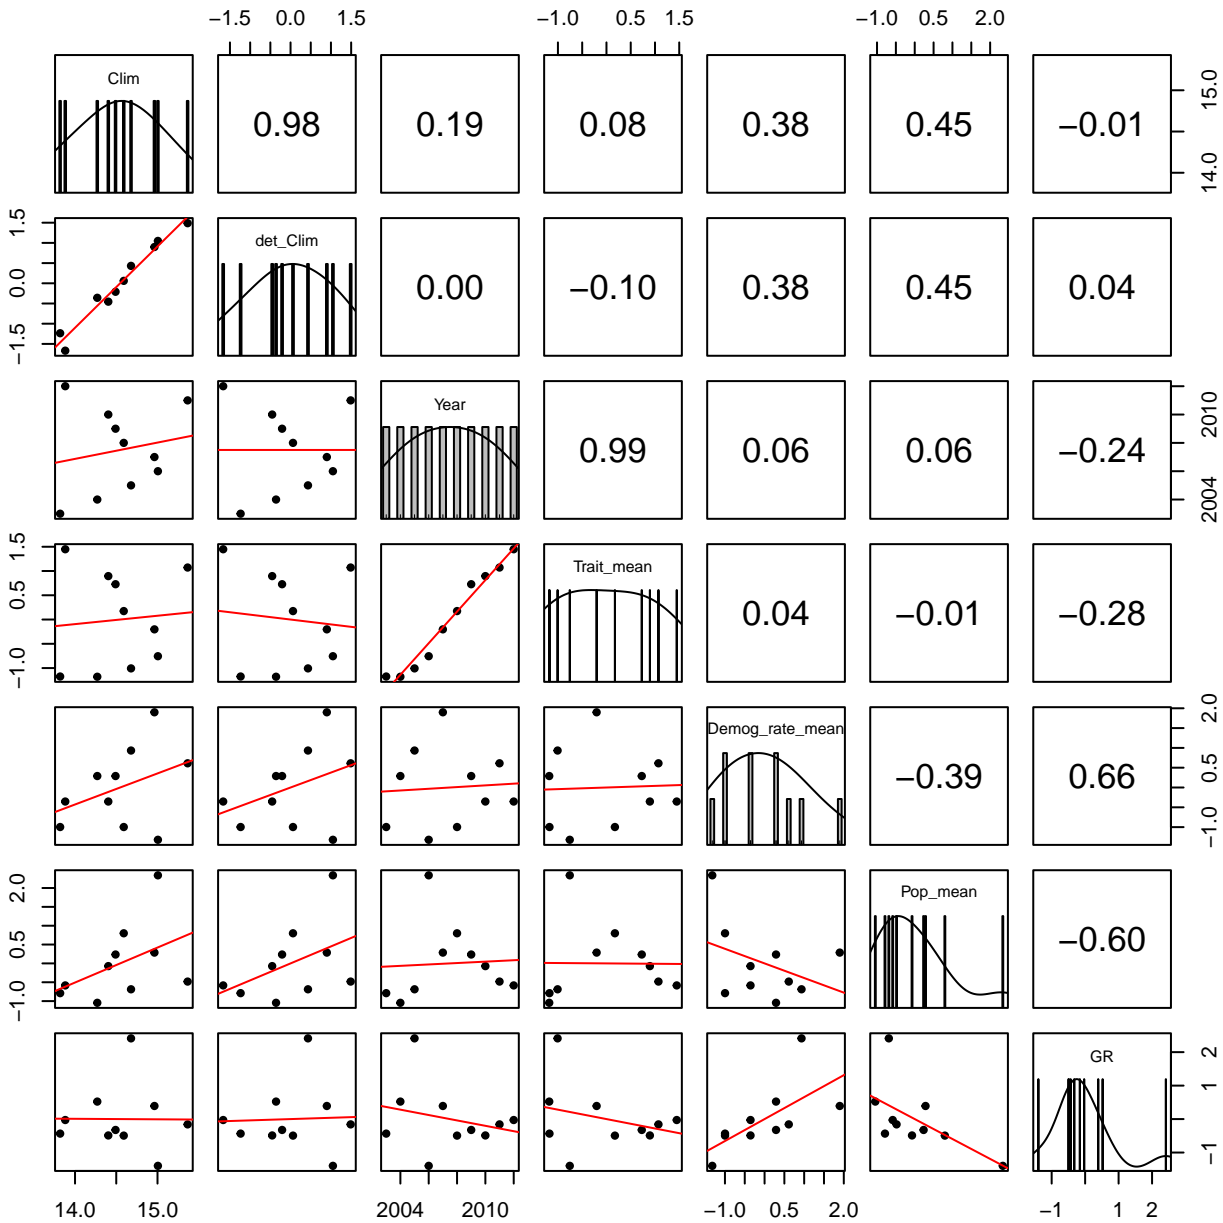 −1.5 0.0 1.5 −1.0 0.5 1.5 −1.0 0.5 2.0
Clim 0.98 0.19 0.08 0.38 0.45 −0.01
14.0 15.0
−1.5 0.0 1.5
det_Clim 0.00 −0.10 0.38 0.45 0.04
Year 0.99 0.06 0.06 −0.24
2004 2010
−1.0 0.5 1.5
Trait_mean 0.04 −0.01 −0.28
Demog_rate_mean −0.39 0.66
−1.0 0.5 2.0
−1.0 0.5 2.0
Pop_mean −0.60
GR
−1 1 2
14.0 15.0 2004 2010 −1.0 0.5 2.0 −1 1 2